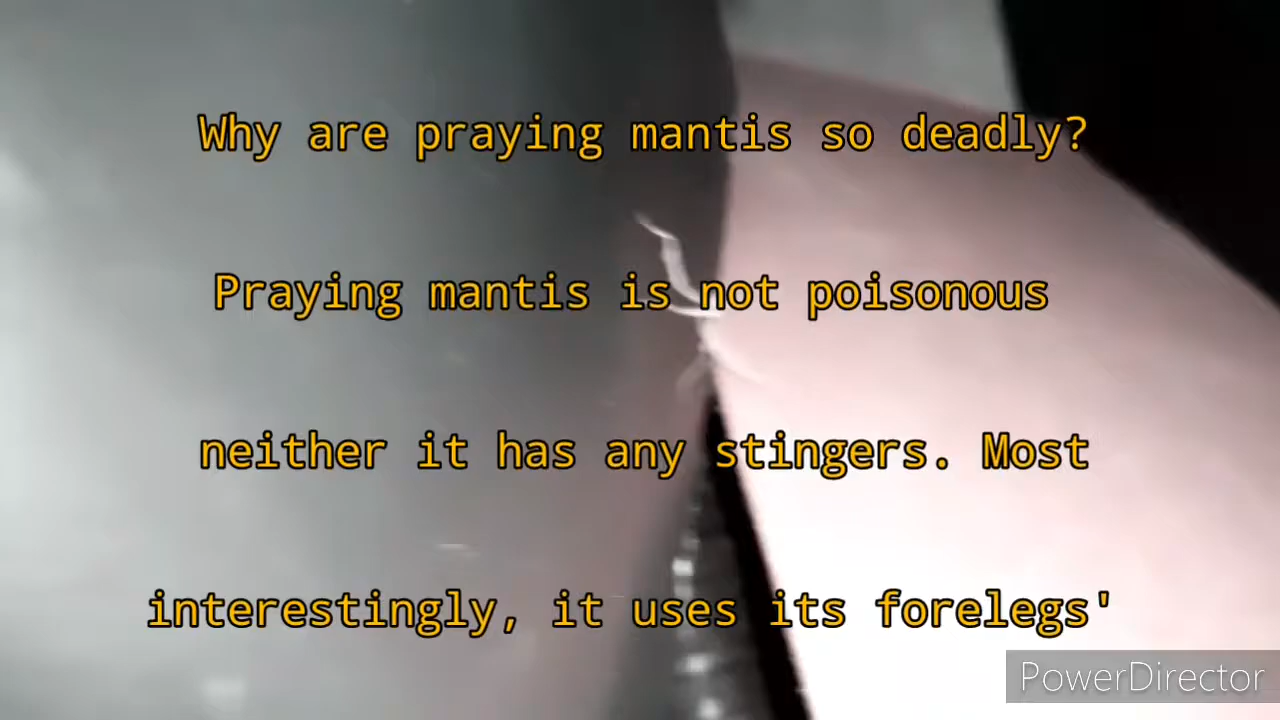 Why are praying mantis so deadly?
Praying mantis is not poisonous
neither it has any stingers. Most
interestingly, it uses its forelegs'
PowerDirector